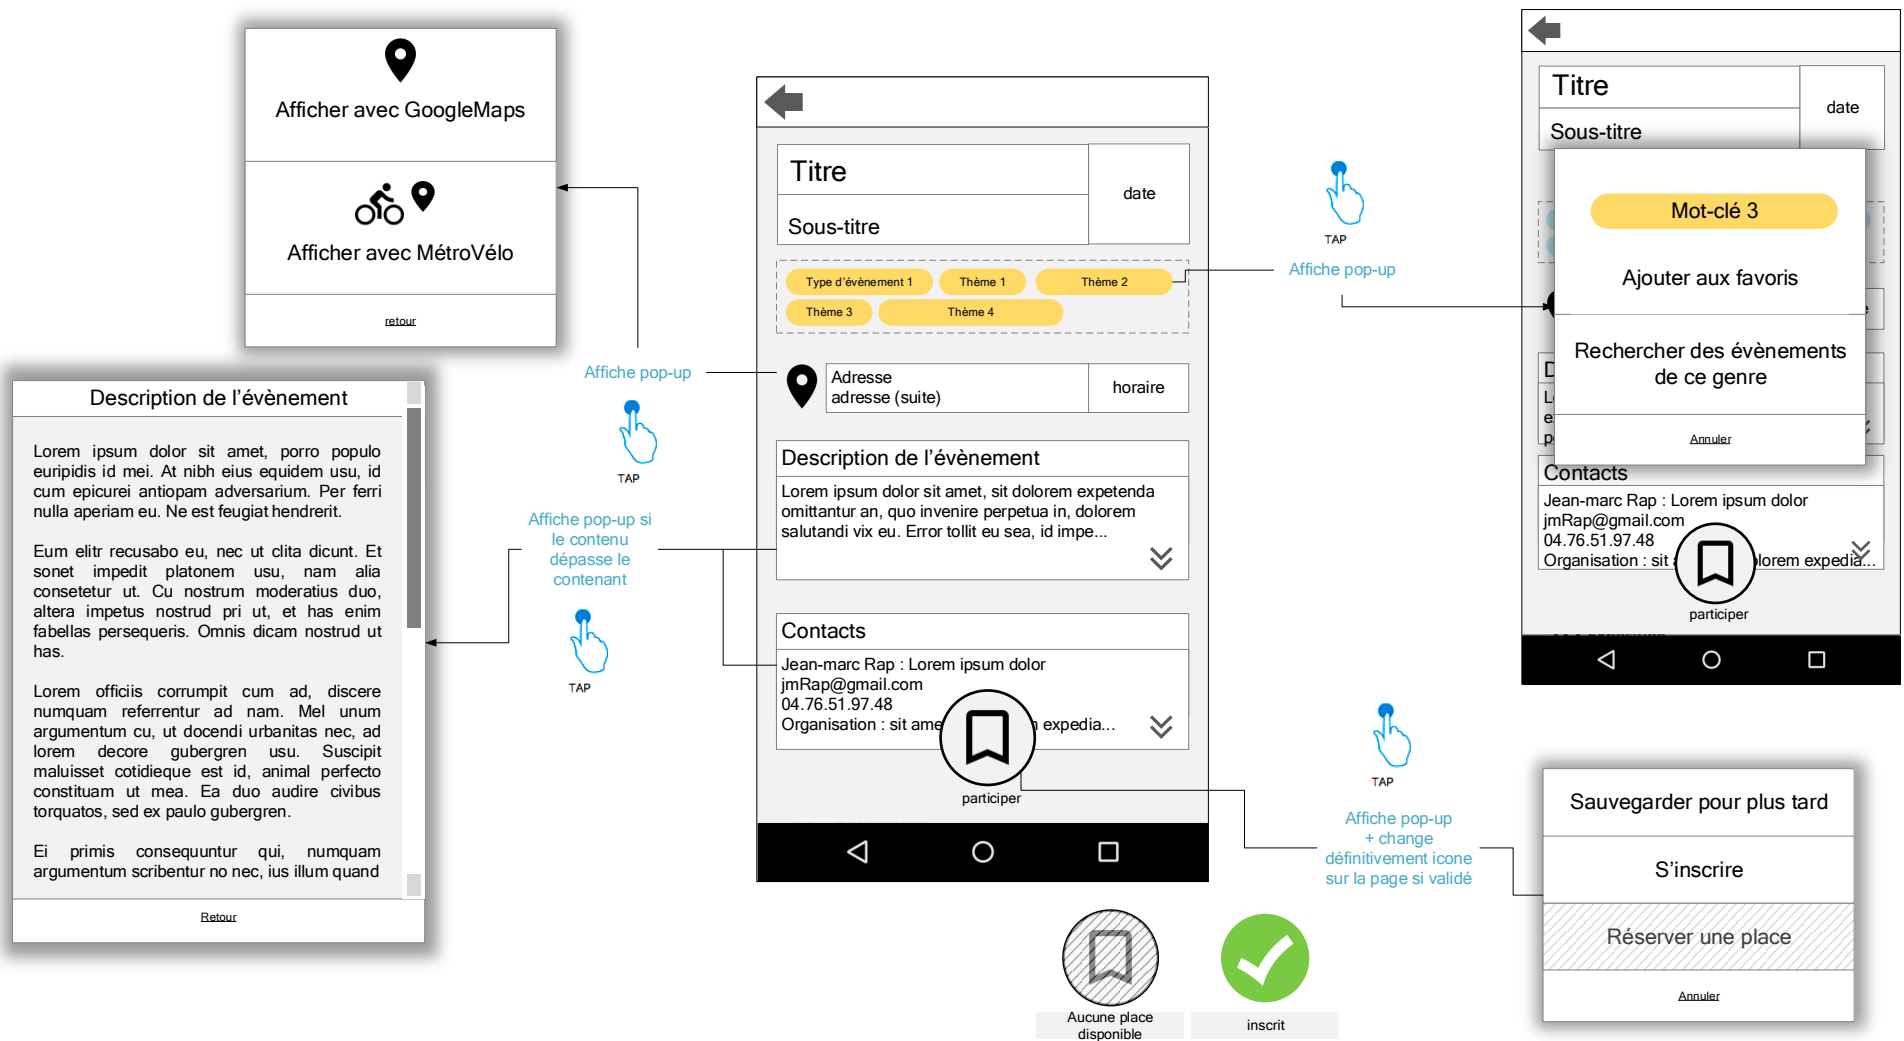 Afficher avec GoogleMaps
Afficher avec MétroVélo
retour
Description de l'évènement
Lorem ipsum dolor sit amet, porro populo
euripidis id mei. At nibh eius equidem usu, id
cum epicurei antiopam adversarium. Per ferri
nulla aperiam eu. Ne est feugiat hendrerit.
Eum elitr recusabo eu, nec ut clita dicunt. Et
sonet impedit platonem usu, nam alia
consetetur ut. Cu nostrum moderatius duo,
altera impetus nostrud pri ut, et has enim
fabellas persequeris. Omnis dicam nostrud ut
has.
Lorem officiis corrumpit cum ad, discere
numquam referrentur ad nam. Mel unum
argumentum cu, ut docendi urbanitas nec, ad
lorem decore gubergren usu. Suscipit
maluisset cotidieque est id, animal perfecto
constituam ut mea. Ea duo audire civibus
torquatos, sed ex paulo gubergren.
Ei primis consequuntur qui, numquam
argumentum scribentur no nec, ius illum quand
Retour
Affiche pop-up
TAP
Affiche pop-up si
le contenu
dépasse le
contenant
TAP
Titre
date
Sous-titre
Type d'évènement 1
Thème 1
Thème 2
Thème 3
Thème 4
Adresse
adresse (suite)
horaire
Description de l'évènement
Lorem ipsum dolor sit amet, sit dolorem expetenda
omittantur an, quo invenire perpetua in, dolorem
salutandi vix eu. Error tollit eu sea, id impe...
Contacts
Jean-marc Rap : Lorem ipsum dolor
jmRap@gmail.com
04.76.51.97.48
Organisation : sit ame expedia...
participer
TAP
Affiche pop-up
TAP
Affiche pop-up
+ change
définitivement icone
sur la page si validé
Aucune place
disponible
inscrit
Titre
date
Sous-titre
Mot-clé 3
Ajouter aux favoris
Rechercher des évènements
de ce genre
Annuler
Contacts
Jean-marc Rap : Lorem ipsum dolor
jmRap@gmail.com
04.76.51.97.48
Organisation : sit lorem expedia...
participer
Sauvegarder pour plus tard
S'inscrire
Réserver une place
Annuler